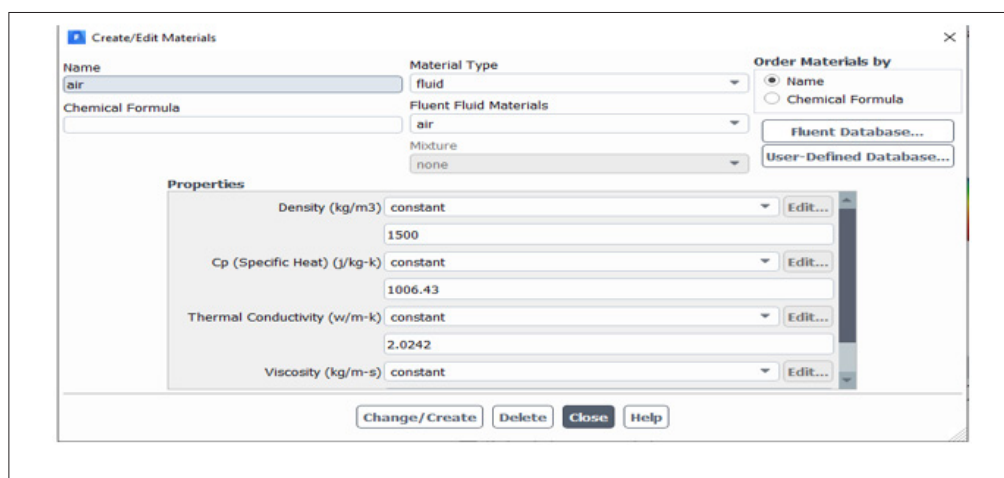 Create/Edit Materials
Name
air
Chemical Formula
Material Type
fluid
Fluent Fluid Materials
air
Mixture
none
Order Materials by
Name
Chemical Formula
Fluent Database...
User-Defined Database...
Properties
Density (kg/m3) constant Edit...
1500
Cp (Specific Heat) (j/kg-k) constant Edit...
1006.43
Thermal Conductivity (w/m-k) constant Edit...
2.0242
Viscosity (kg/m-s) constant Edit...
Change/Create Delete Close Help